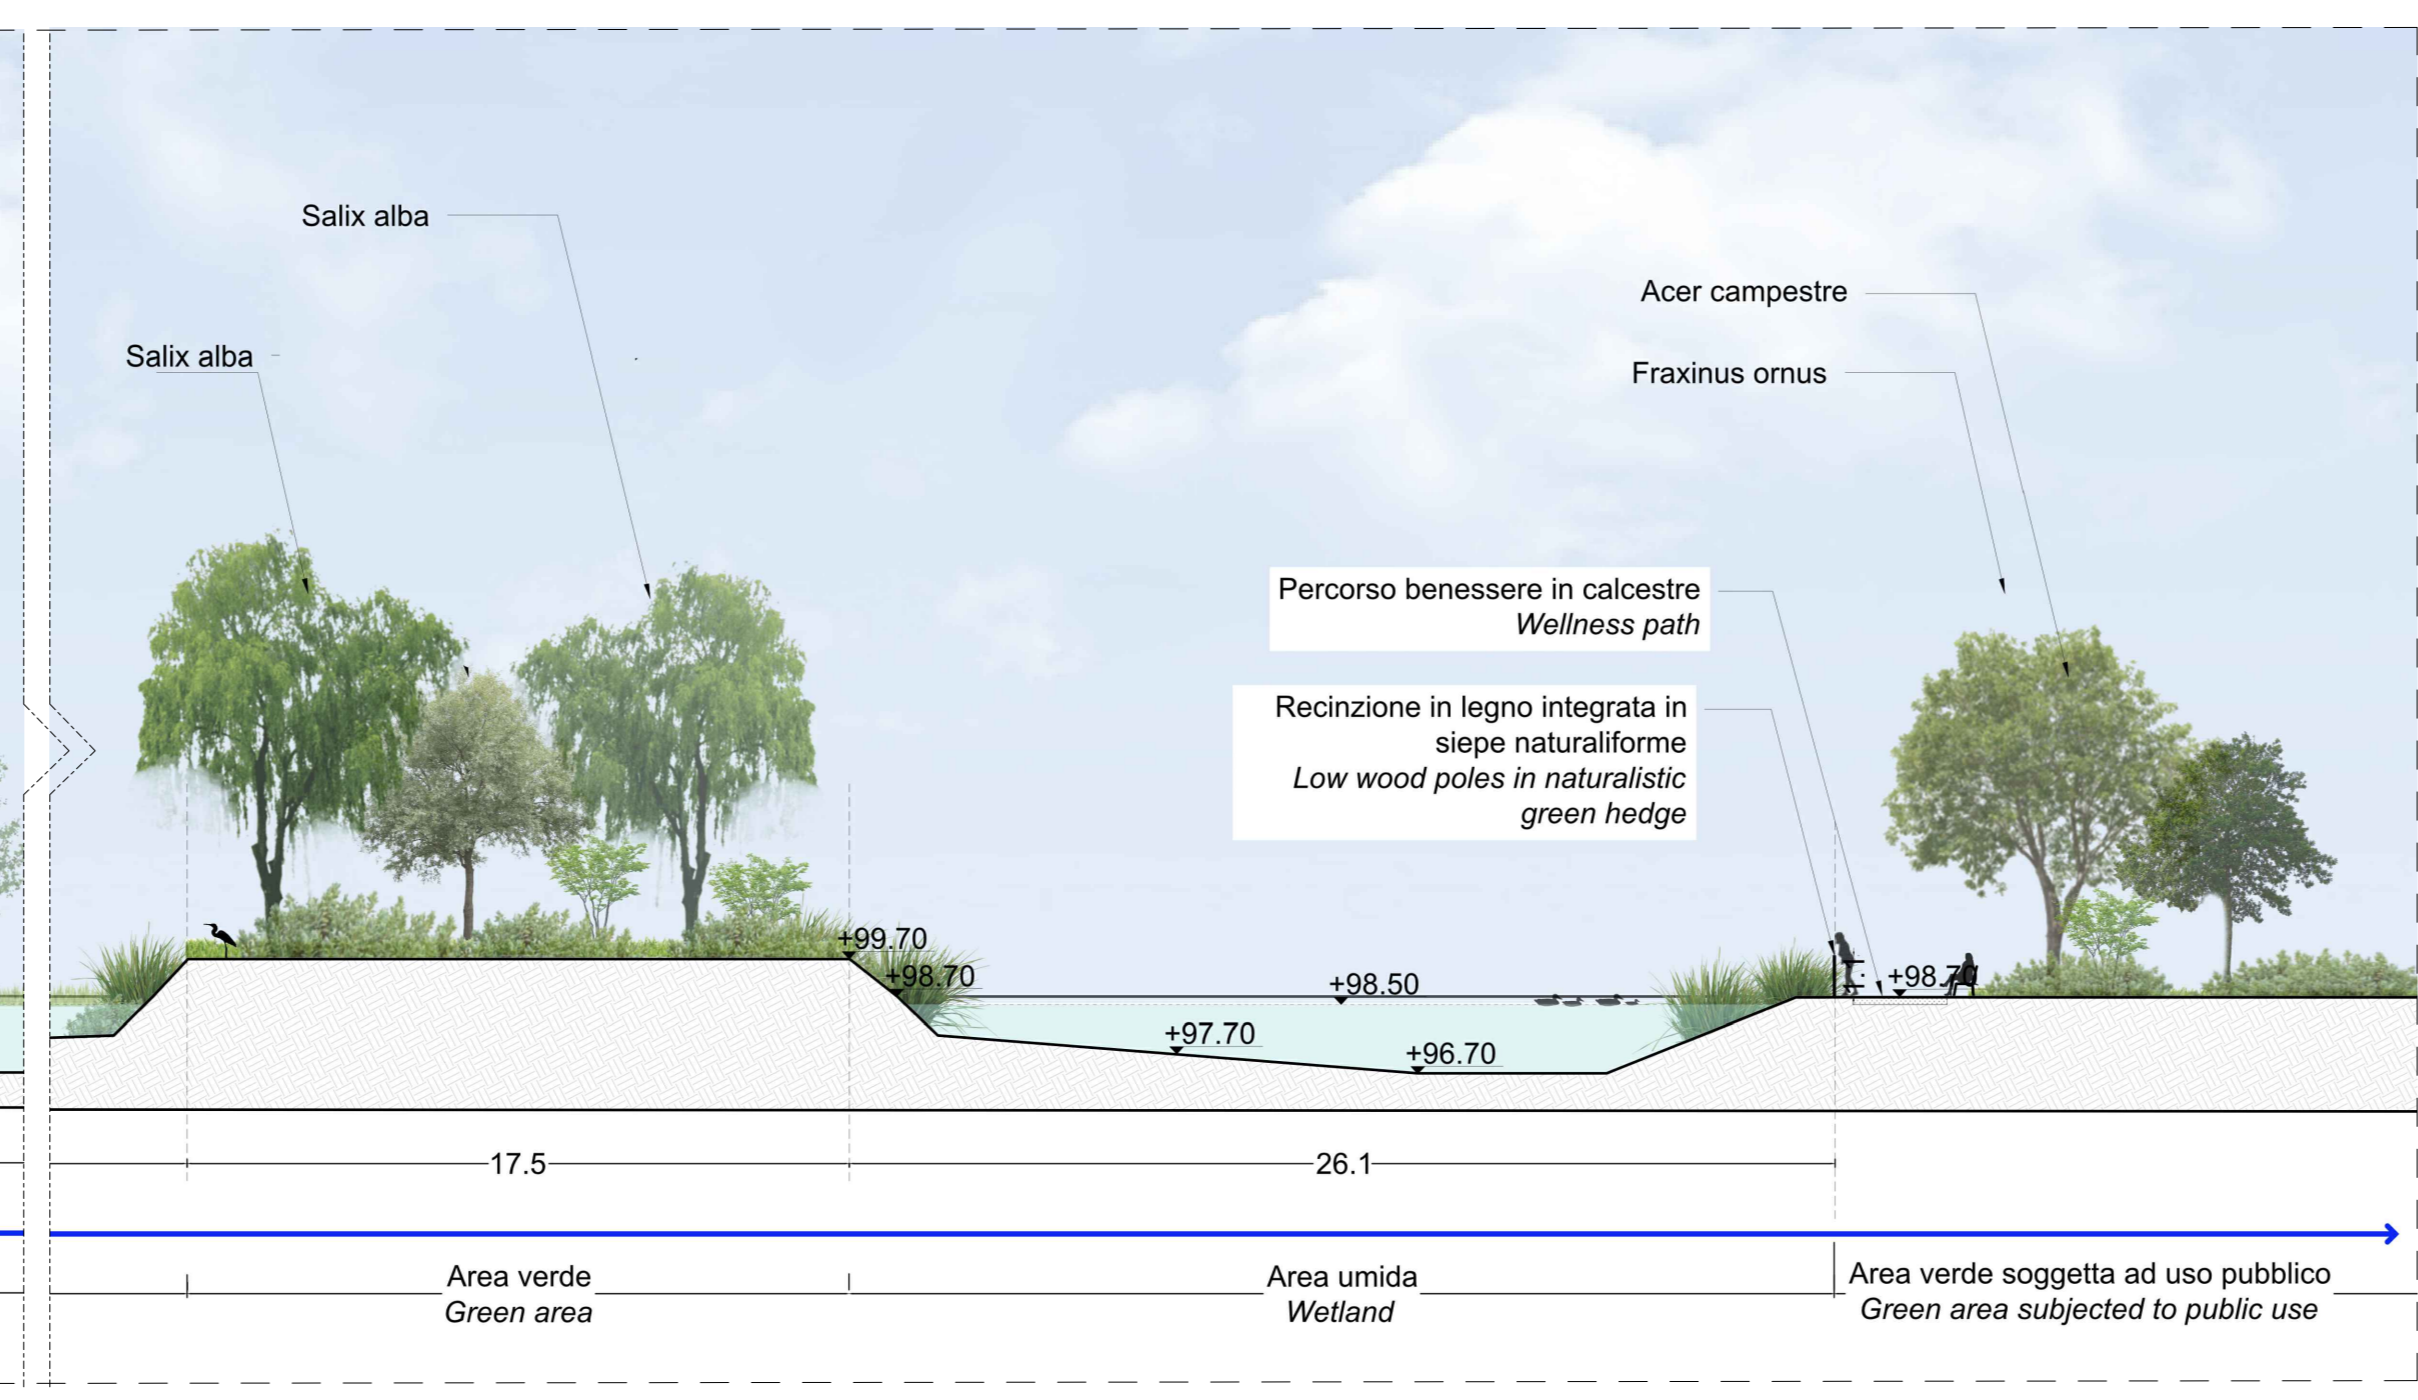 Salix alba
Salix alba
Acer campestre
Fraxinus ornus
Percorso benessere in calcestre
Wellness path
Recinzione in legno integrata in
siepe naturaliforme
Low wood poles in naturalistic
green hedge
+99.70
+98.70
+98.50
+97.70
+96.70
+98.70
17.5
26.1
Area verde
Green area
Area umida
Wetland
Area verde soggetta ad uso pubblico
Green area subjected to public use